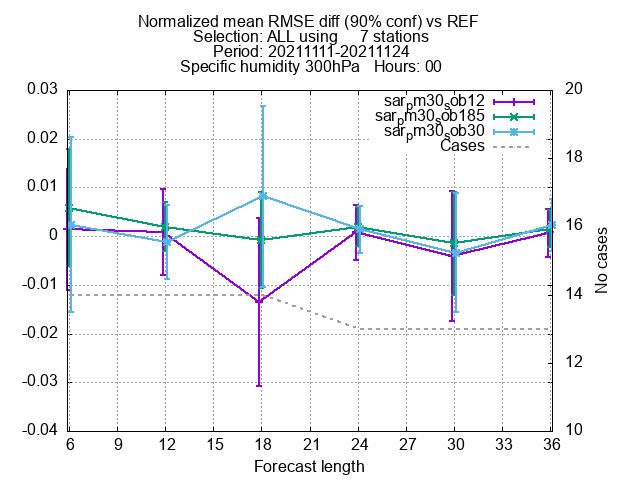 Normalized mean RMSE diff (90% conf) vs REF
Selection: ALL using 7 stations
Period: 20211111-20211124
Specific humidity 300hPa Hours: 00
0.03
0.02
0.01
0
-0.01
-0.02
-0.03
-0.04
20
18
16
14
12
10
No cases
sar_pm30_sob12
sar_pm30_sob185
sar_pm30_sob30
Cases
6 9 12 15 18 21 24 27 30 33 36
Forecast length